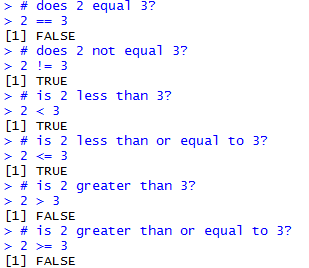 > # does 2 equal 3?
> 2 == 3
[1] FALSE
> # does 2 not equal 3?
> 2 != 3
[1] TRUE
> # is 2 less than 3?
> 2 < 3
[1] TRUE
> # is 2 less than or equal to 3?
> 2 <= 3
[1] TRUE
> # is 2 greater than 3?
> 2 > 3
[1] FALSE
> # is 2 greater than or equal to 3?
> 2 >= 3
[1] FALSE